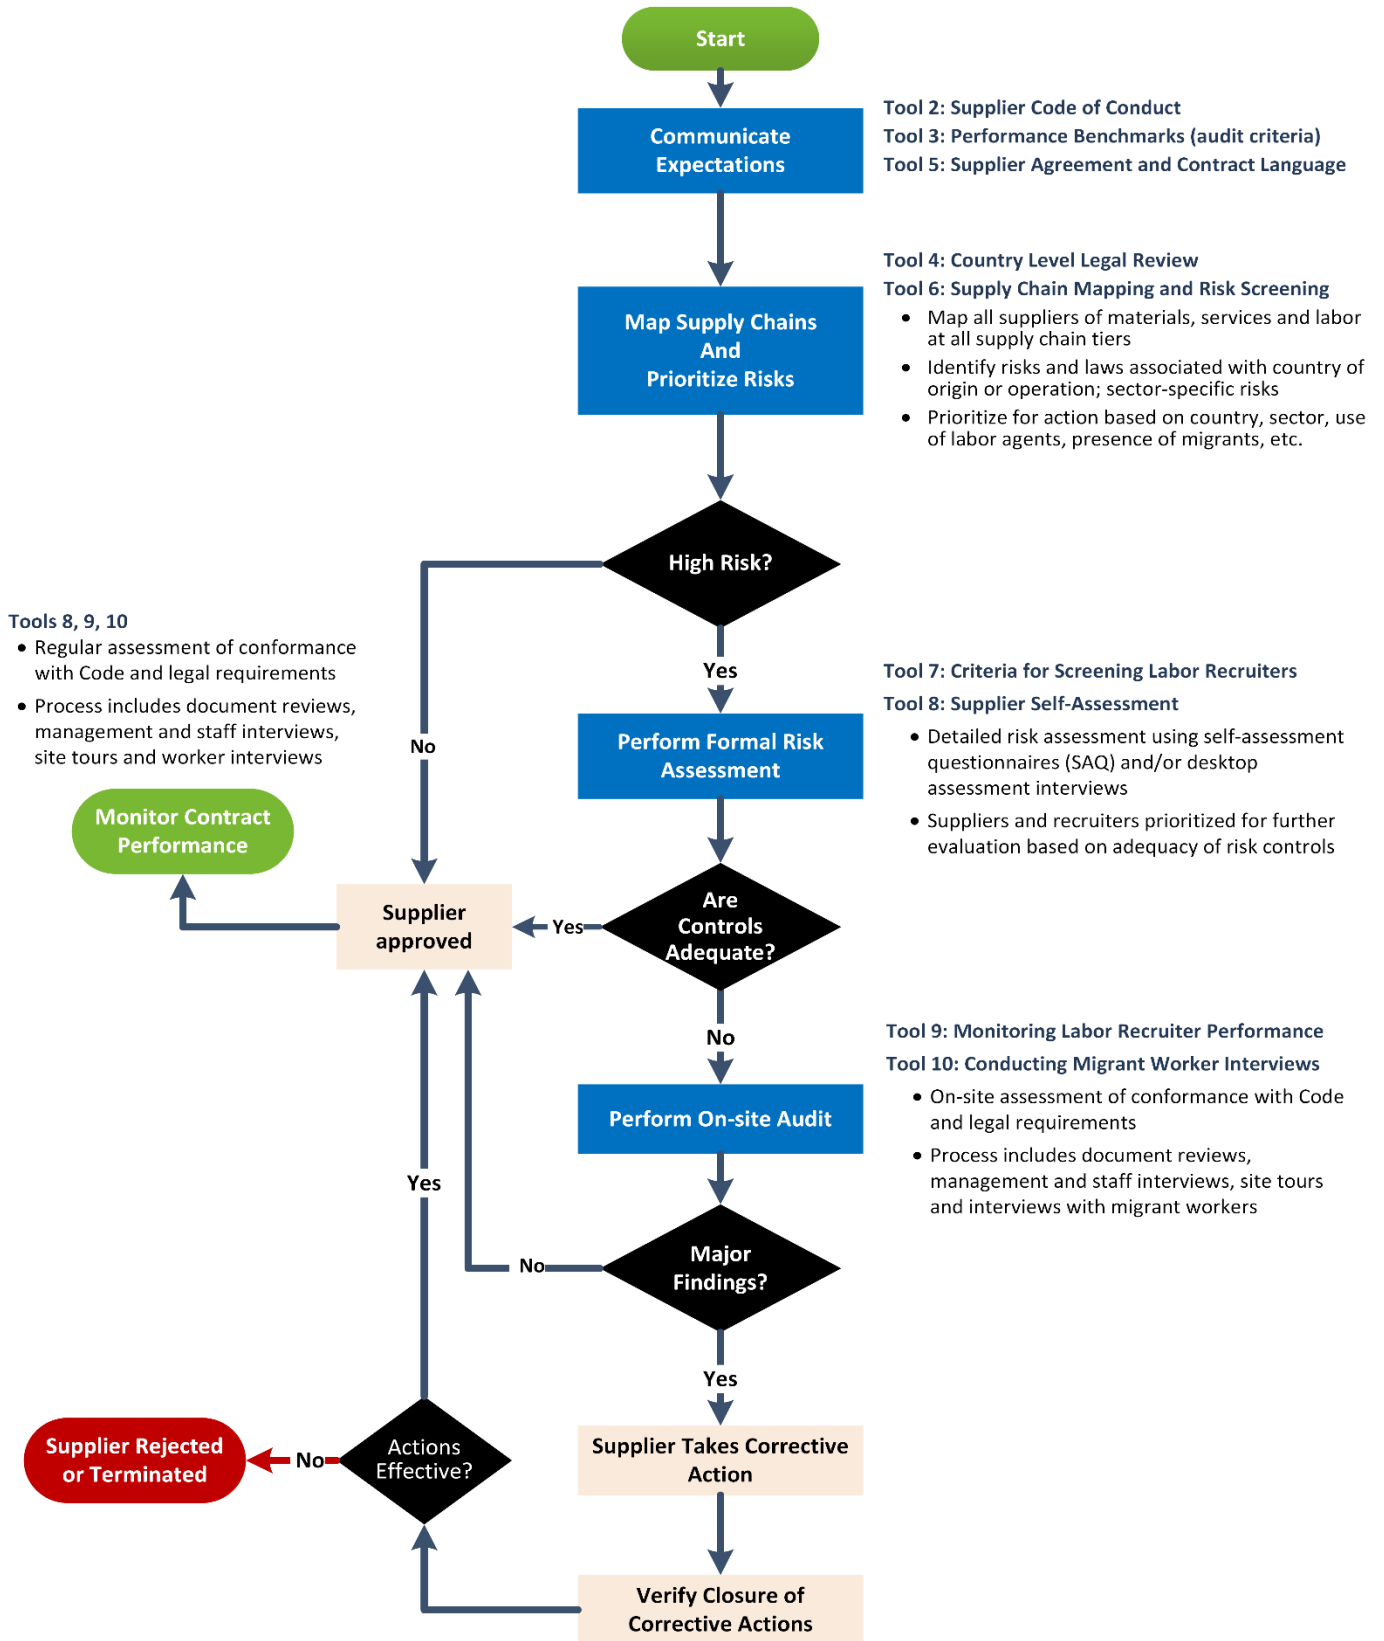 Start
Communicate
Expectations
Tool 2: Supplier Code of Conduct
Tool 3: Performance Benchmarks (audit criteria)
Tool 5: Supplier Agreement and Contract Language
Map Supply Chains
And
Prioritize Risks
Tool 4: Country Level Legal Review
Tool 6: Supply Chain Mapping and Risk Screening
• Map all suppliers of materials, services and labor
at all supply chain tiers
• Identify risks and laws associated with country of
origin or operation; sector-specific risks
• Prioritize for action based on country, sector, use
of labor agents, presence of migrants, etc.
High Risk?
No
Yes
Tools 8, 9, 10
• Regular assessment of conformance
with Code and legal requirements
• Process includes document reviews,
management and staff interviews,
site tours and worker interviews
Perform Formal Risk
Assessment
Tool 7: Criteria for Screening Labor Recruiters
Tool 8: Supplier Self-Assessment
• Detailed risk assessment using self-assessment
questionnaires (SAQ) and/or desktop
assessment interviews
• Suppliers and recruiters prioritized for further
evaluation based on adequacy of risk controls
Monitor Contract
Performance
Supplier
approved
Yes
Are
Controls
Adequate?
No
Perform On-site Audit
Tool 9: Monitoring Labor Recruiter Performance
Tool 10: Conducting Migrant Worker Interviews
• On-site assessment of conformance with Code
and legal requirements
• Process includes document reviews,
management and staff interviews, site tours
and interviews with migrant workers
Yes
No
Major
Findings?
Yes
Supplier Rejected
or Terminated
No
Actions
Effective?
Supplier Takes Corrective
Action
Verify Closure of
Corrective Actions